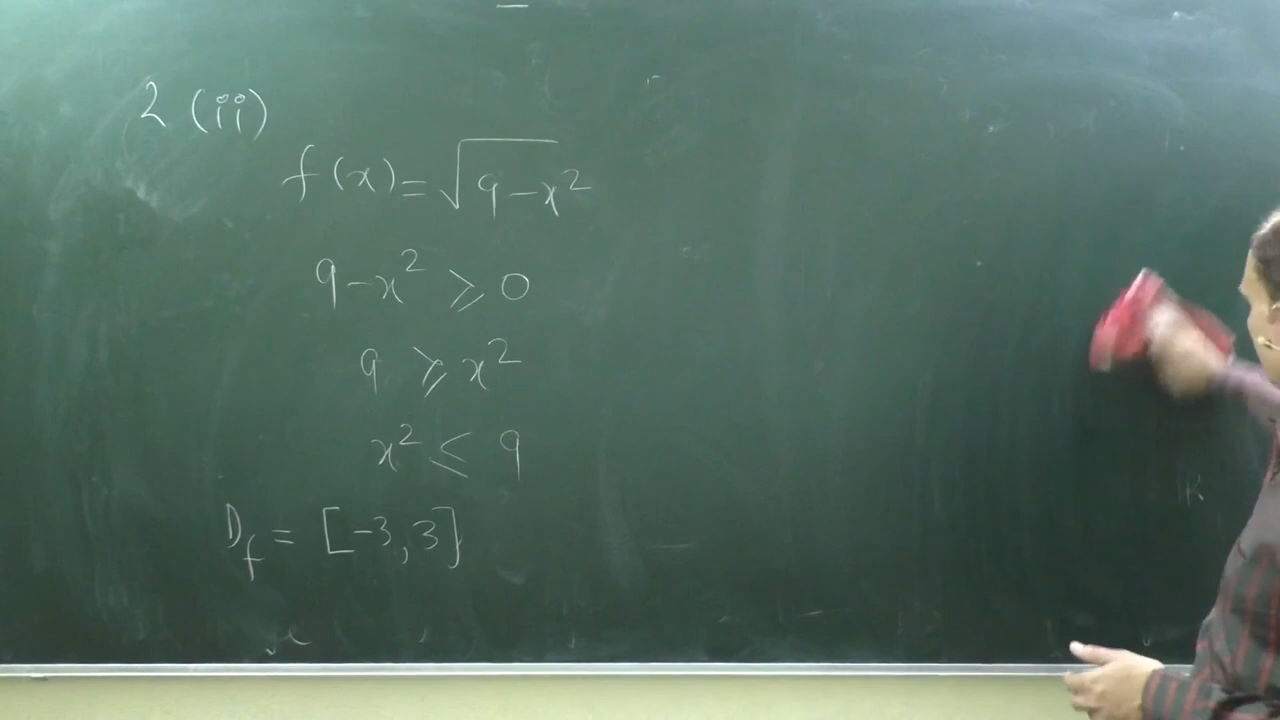 2 (ii)
f(x) = √9-x²
9-x² ⩾ 0
9 ⩾ x²
x² ≤ 9
D_f = [-3,3]